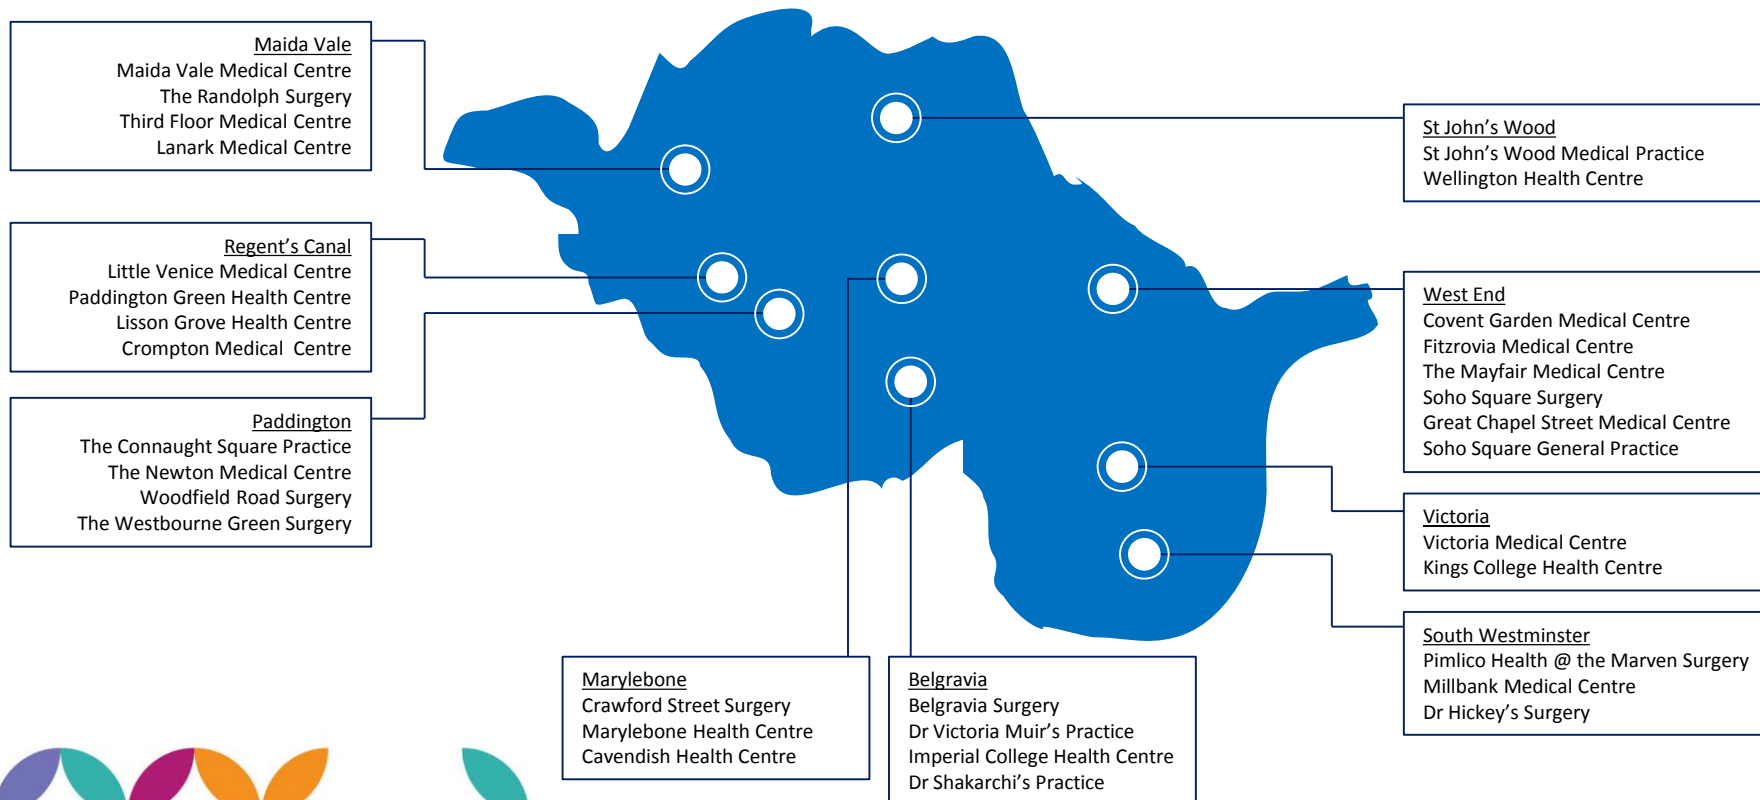 Maida Vale
Maida Vale Medical Centre
The Randolph Surgery
Third Floor Medical Centre
Lanark Medical Centre
Regent’s Canal
Little Venice Medical Centre
Paddington Green Health Centre
Lisson Grove Health Centre
Crompton Medical  Centre
Paddington
The Connaught Square Practice
The Newton Medical Centre
Woodfield Road Surgery
The Westbourne Green Surgery
Marylebone
Crawford Street Surgery
Marylebone Health Centre
Cavendish Health Centre
Belgravia
Belgravia Surgery
Dr Victoria Muir’s Practice
Imperial College Health Centre
Dr Shakarchi’s Practice
St John’s Wood
St John’s Wood Medical Practice
Wellington Health Centre
West End
Covent Garden Medical Centre
Fitzrovia Medical Centre
The Mayfair Medical Centre
Soho Square Surgery
Great Chapel Street Medical Centre
Soho Square General Practice
Victoria
Victoria Medical Centre
Kings College Health Centre
South Westminster
Pimlico Health @ the Marven Surgery
Millbank Medical Centre
Dr Hickey’s Surgery